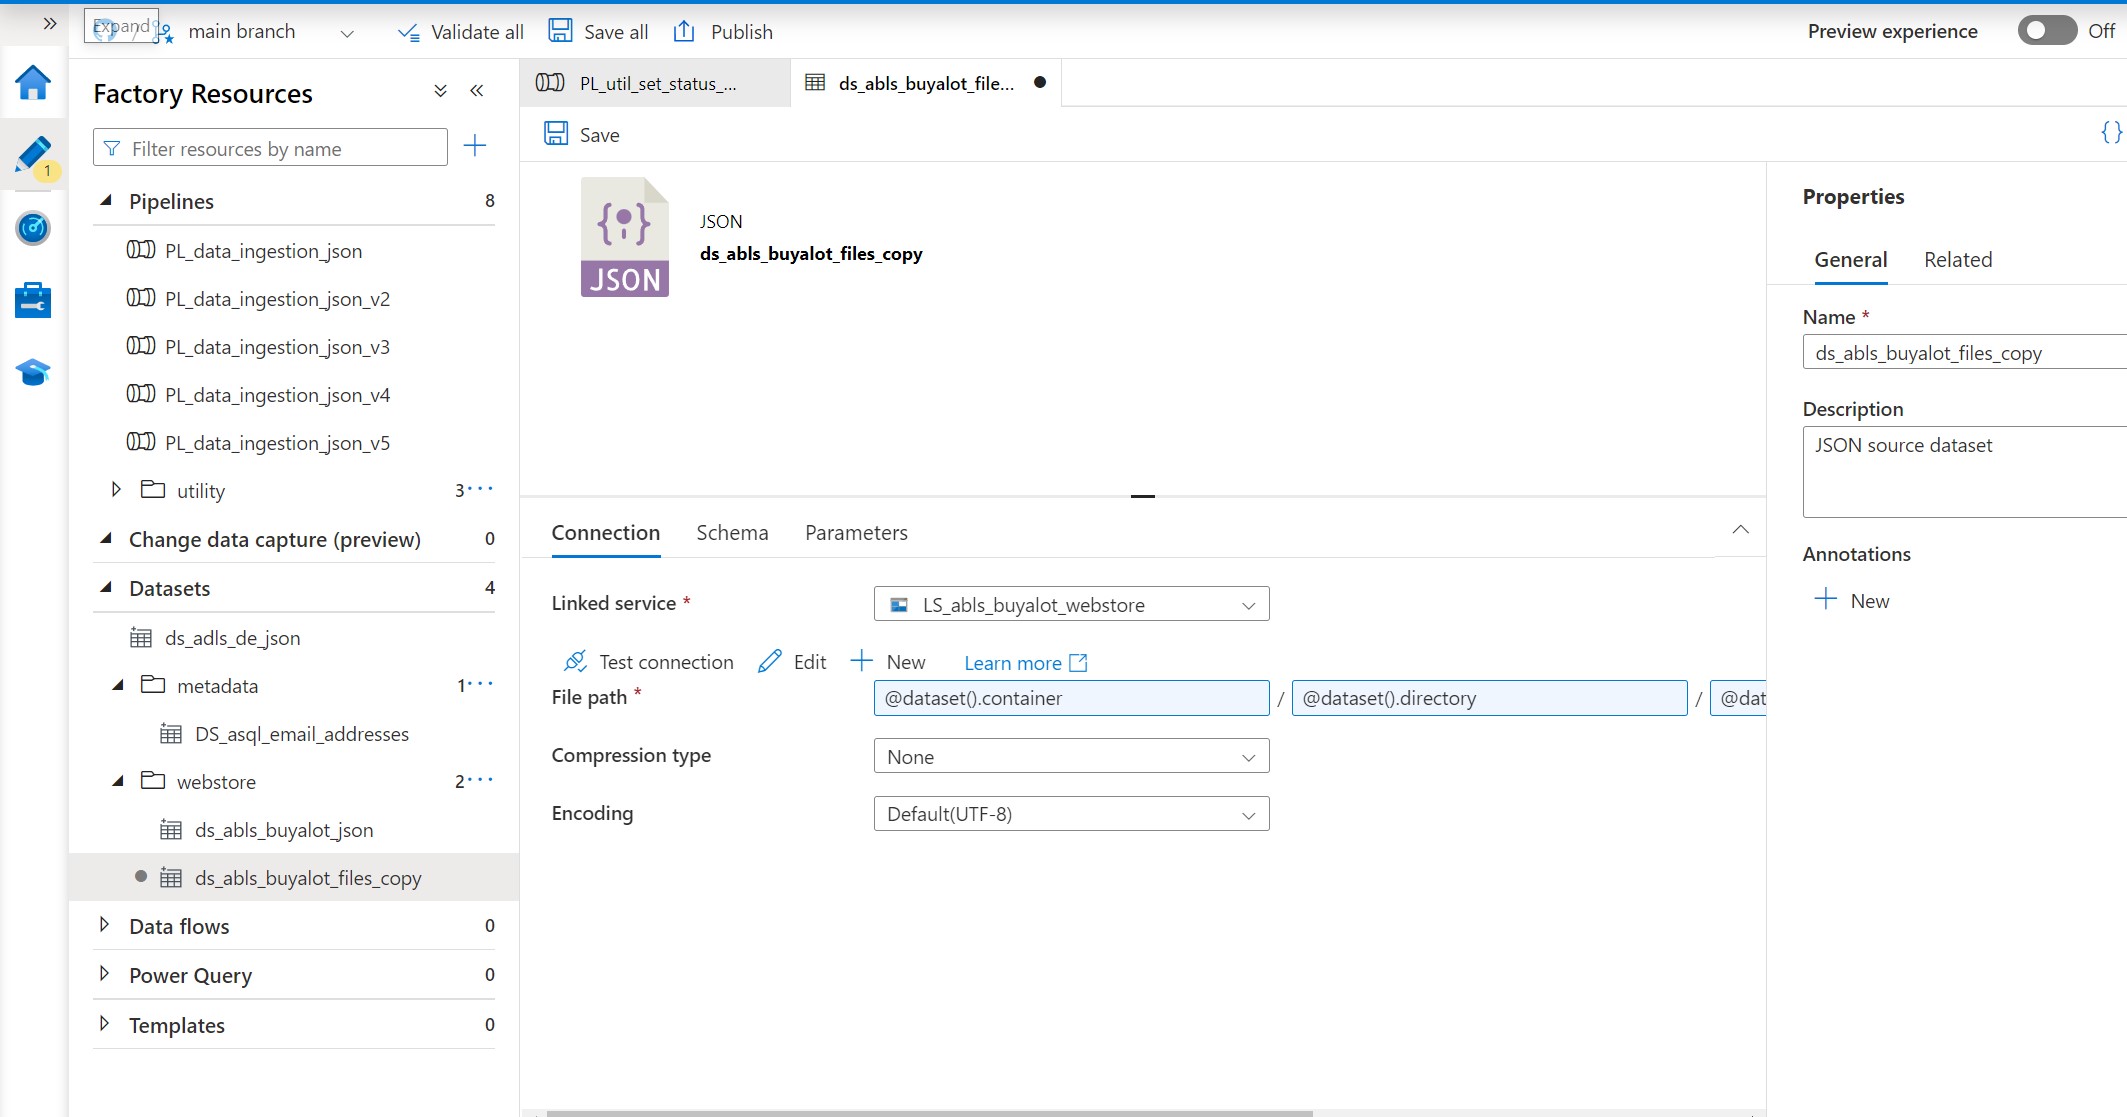 Expand
main branch
Validate all
Save all
Publish
Preview experience
Off
Factory Resources
Filter resources by name
1
Pipelines 8
PL_data_ingestion_json
PL_data_ingestion_json_v2
PL_data_ingestion_json_v3
PL_data_ingestion_json_v4
PL_data_ingestion_json_v5
utility 3
Change data capture (preview) 0
Datasets 4
ds_adls_de_json
metadata 1
DS_asql_email_addresses
webstore 2
ds_abls_buyalot_json
ds_abls_buyalot_files_copy
Data flows 0
Power Query 0
Templates 0
PL_util_set_status_...
ds_abls_buyalot_file...
Save
{}
JSON
JSON
ds_abls_buyalot_files_copy
Connection Schema Parameters
Linked service *
LS_abls_buyalot_webstore
Test connection Edit New Learn more
File path *
@dataset().container / @dataset().directory / @dat
Compression type
None
Encoding
Default(UTF-8)
Properties
General Related
Name *
ds_abls_buyalot_files_copy
Description
JSON source dataset
Annotations
New